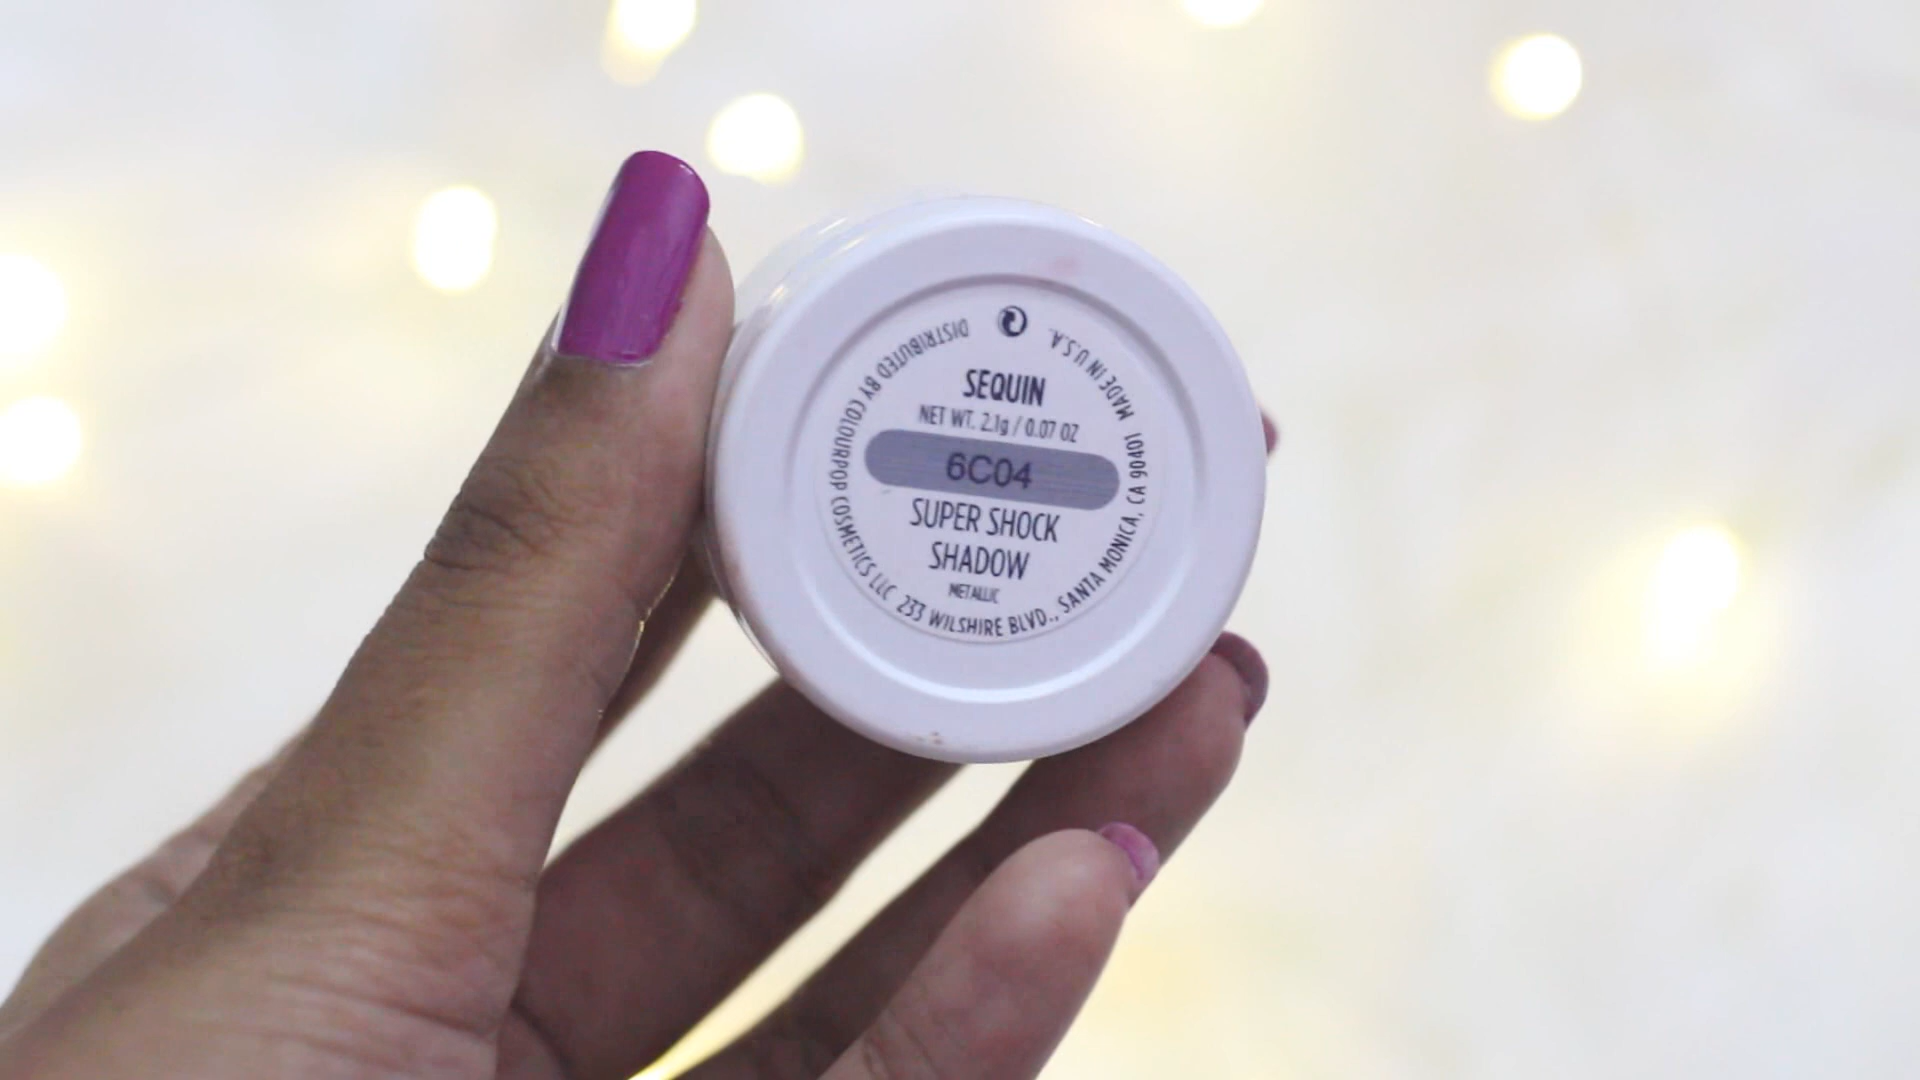 SEQUIN
NET WT. 2.1g / 0.07 OZ
6C04
SUPER SHOCK
SHADOW
METALLIC
DISTRIBUTED BY COLOURPOP COSMETICS LLC 233 WILSHIRE BLVD., SANTA MONICA, CA 90401 MADE IN U.S.A.